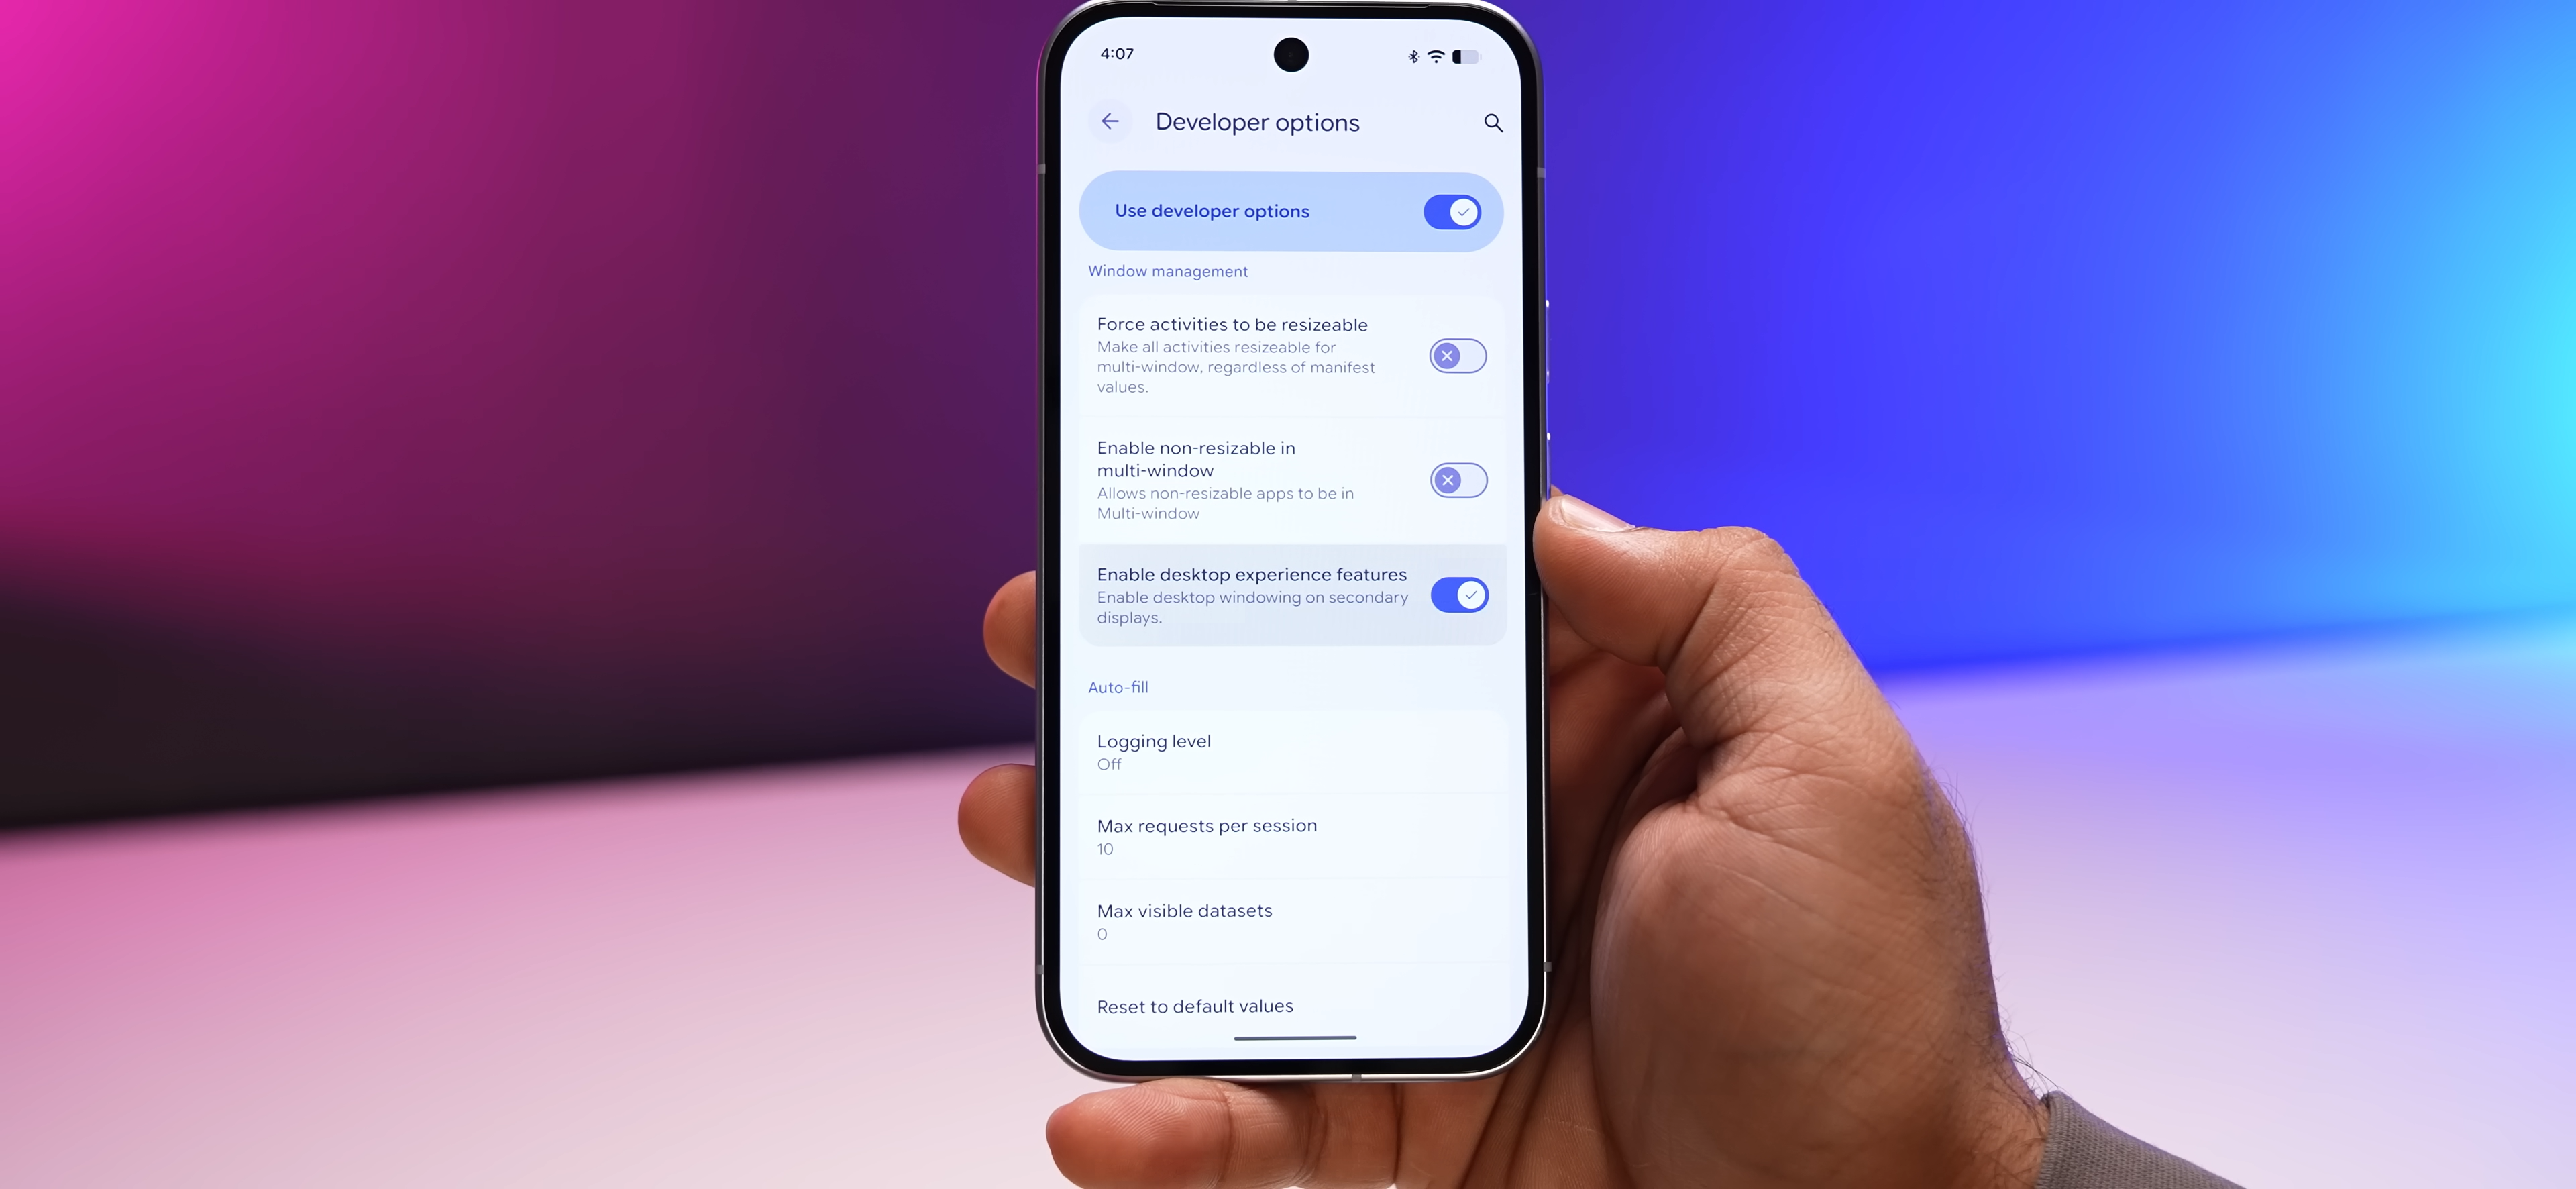 4:07
Developer options
Use developer options
Window management
Force activities to be resizeable
Make all activities resizeable for
multi-window, regardless of manifest
values.
Enable non-resizable in
multi-window
Allows non-resizable apps to be in
Multi-window
Enable desktop experience features
Enable desktop windowing on secondary
displays.
Auto-fill
Logging level
Off
Max requests per session
10
Max visible datasets
0
Reset to default values